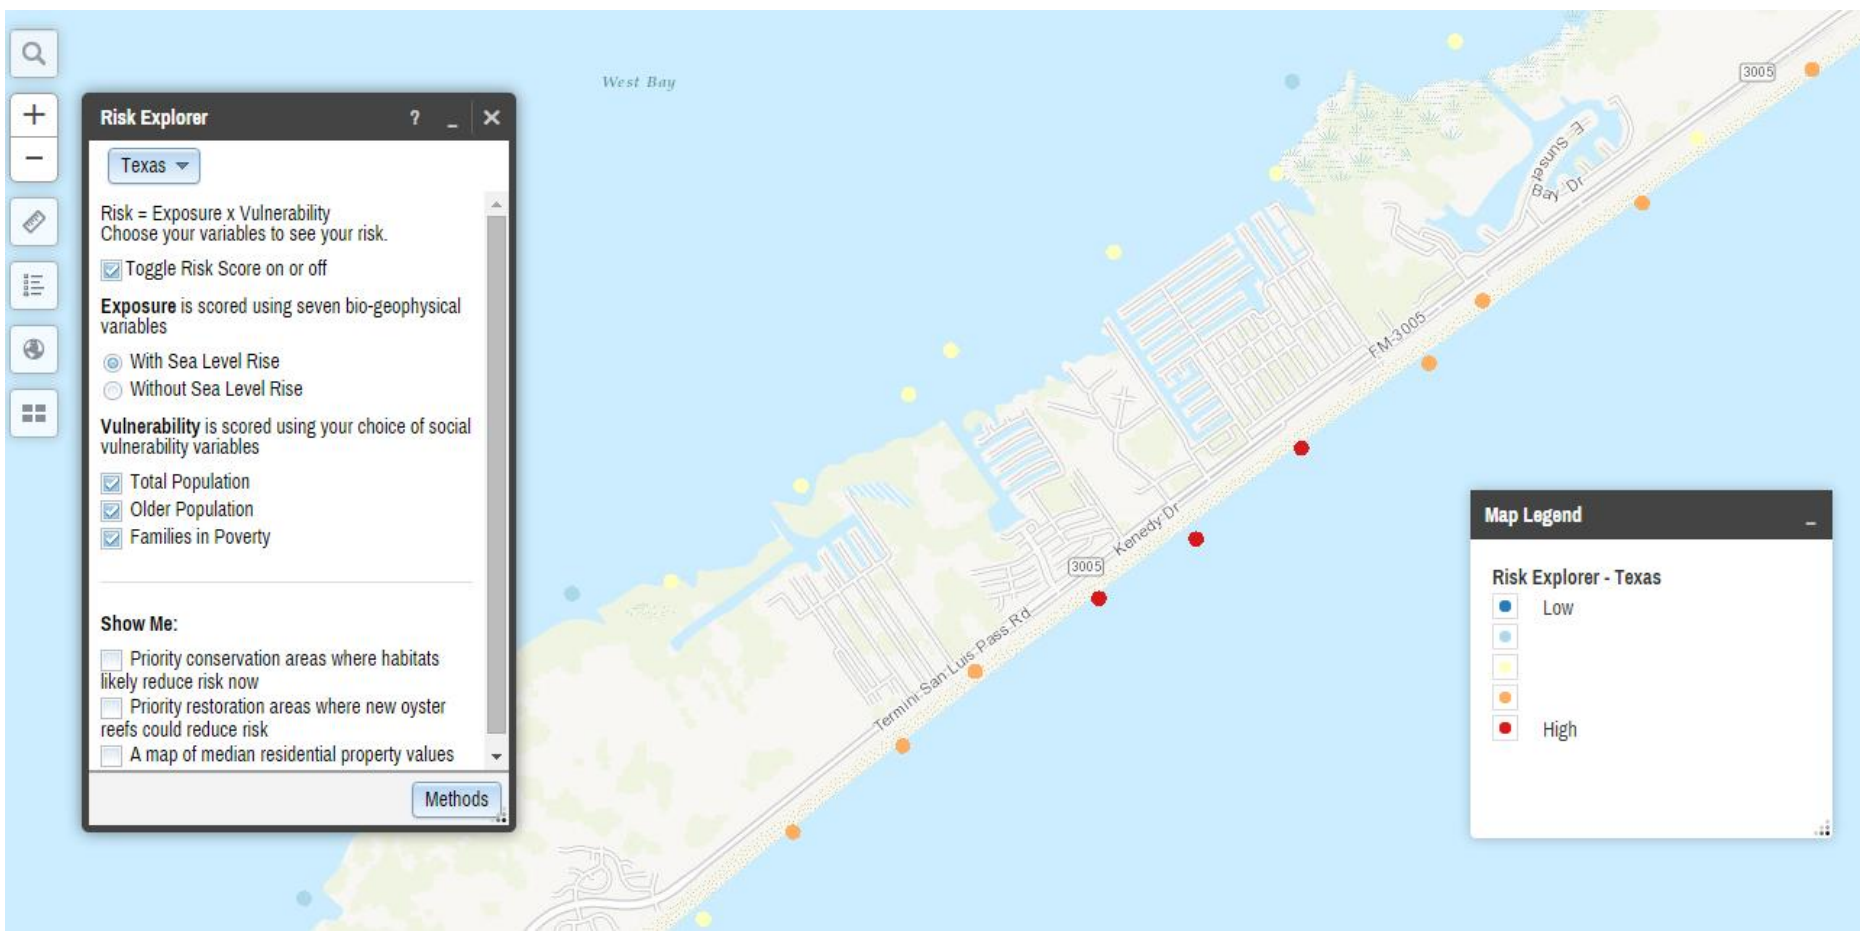 West Bay
3005
E Sunset
Bay Dr
FM-3005
Kenedy Dr
3005
Termini-San-Luis-Pass Rd
Risk Explorer ? _ ✕
Texas
Risk = Exposure x Vulnerability
Choose your variables to see your risk.
Toggle Risk Score on or off
Exposure is scored using seven bio-geophysical
variables
With Sea Level Rise
Without Sea Level Rise
Vulnerability is scored using your choice of social
vulnerability variables
Total Population
Older Population
Families in Poverty
Show Me:
Priority conservation areas where habitats
likely reduce risk now
Priority restoration areas where new oyster
reefs could reduce risk
A map of median residential property values
Methods
Map Legend _
Risk Explorer - Texas
Low
High